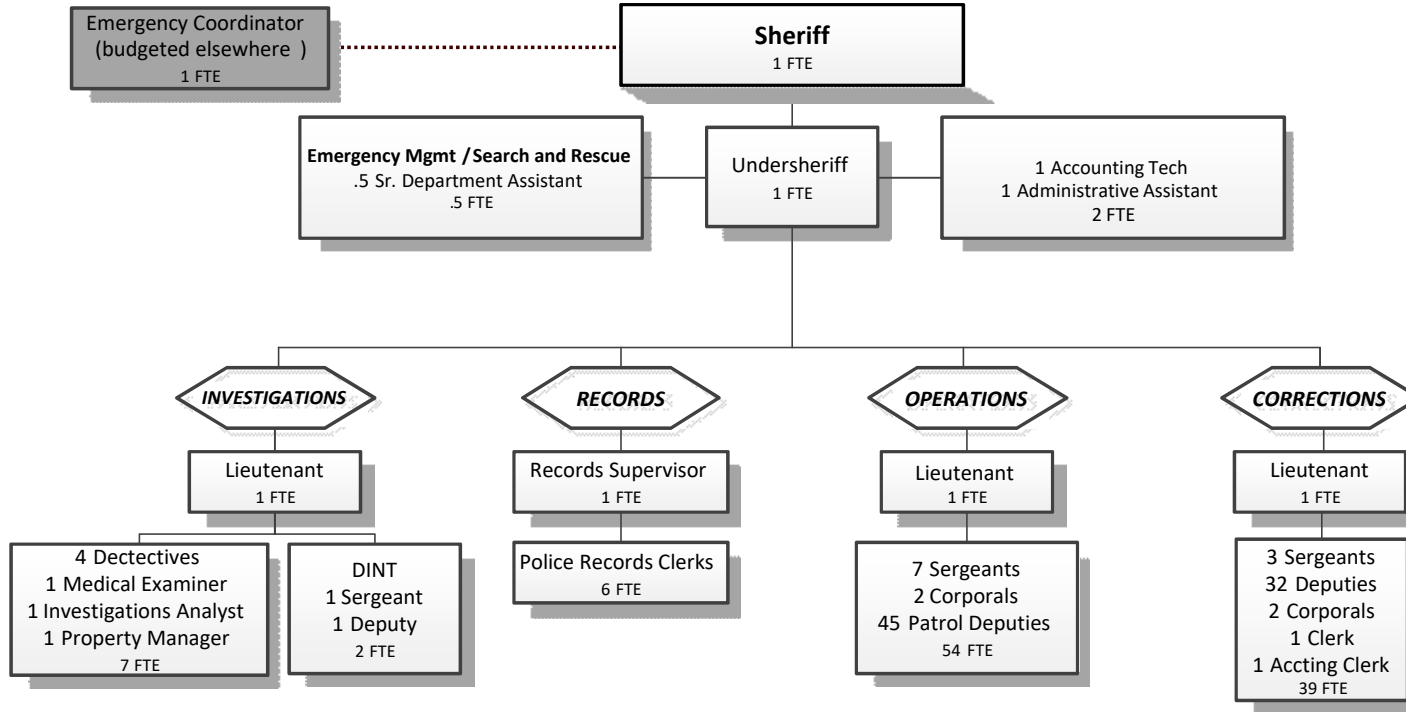 Emergency Coordinator
(budgeted elsewhere )
1 FTE
Sheriff
1 FTE
Emergency Mgmt / Search and Rescue
.5 Sr. Department Assistant
.5 FTE
Undersheriff
1 FTE
1 Accounting Tech
1 Administrative Assistant
2 FTE
INVESTIGATIONS
RECORDS
OPERATIONS
CORRECTIONS
Lieutenant
1 FTE
Records Supervisor
1 FTE
Lieutenant
1 FTE
Lieutenant
1 FTE
4 Dectectives
1 Medical Examiner
1 Investigations Analyst
1 Property Manager
7 FTE
DINT
1 Sergeant
1 Deputy
2 FTE
Police Records Clerks
6 FTE
7 Sergeants
2 Corporals
45 Patrol Deputies
54 FTE
3 Sergeants
32 Deputies
2 Corporals
1 Clerk
1 Accting Clerk
39 FTE